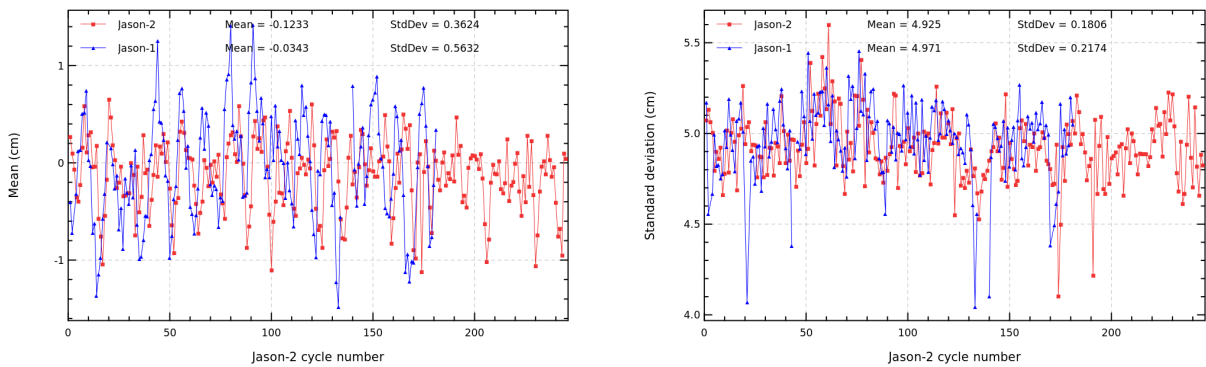 Jason-2 Mean = -0.1233 StdDev = 0.3624
Jason-1 Mean = -0.0343 StdDev = 0.5632
Mean (cm)
1
0
-1
0 50 100 150 200
Jason-2 cycle number
Jason-2 Mean = 4.925 StdDev = 0.1806
Jason-1 Mean = 4.971 StdDev = 0.2174
Standard deviation (cm)
5.5
5.0
4.5
4.0
0 50 100 150 200
Jason-2 cycle number